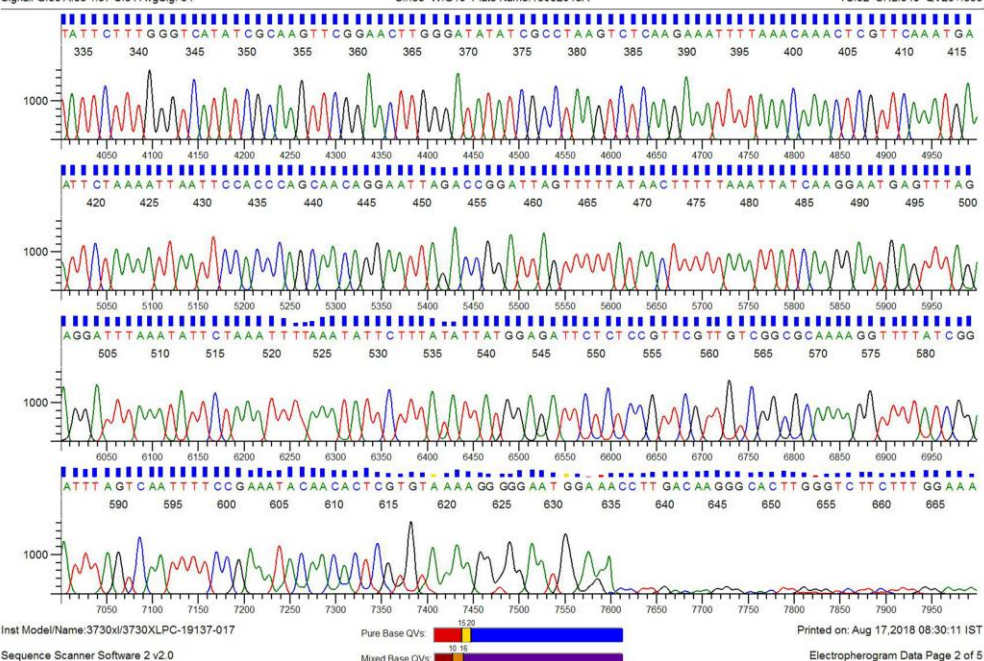 TATTCTTTGGGTCATATCGCAAGTTCGGAACTTGGGATATATCGCCTAAGTCTCAAGAAATTTTAAACAAACTCGTTCAAATGA
335 340 345 350 355 360 365 370 375 380 385 390 395 400 405 410 415
1000
4050 4100 4150 4200 4250 4300 4350 4400 4450 4500 4550 4600 4650 4700 4750 4800 4850 4900 4950
ATTCTAAAATTAATTCCACCCAGCAACAGGAATTAGACCGGATTAGTTTTTATAACTTTTTAAATTATCAAGGAATGAGTTTAG
420 425 430 435 440 445 450 455 460 465 470 475 480 485 490 495 500
1000
5050 5100 5150 5200 5250 5300 5350 5400 5450 5500 5550 5600 5650 5700 5750 5800 5850 5900 5950
AGGATTTAAATATTCTAAATTTTAAATATTCTTTATATTATGGAGATTCTCTCCGTTCGTTGTCGGCGCAAAAGGTTTTATCGG
505 510 515 520 525 530 535 540 545 550 555 560 565 570 575 580
1000
6050 6100 6150 6200 6250 6300 6350 6400 6450 6500 6550 6600 6650 6700 6750 6800 6850 6900 6950
ATTTAGTCAATTTTCCGAAATACAACACTCGTGTAAAAGGGGGAATGGAAACCTTGACAAGGGCACTTGGGTCTTCTTTGGAAA
590 595 600 605 610 615 620 625 630 635 640 645 650 655 660 665
1000
7050 7100 7150 7200 7250 7300 7350 7400 7450 7500 7550 7600 7650 7700 7750 7800 7850 7900 7950
Inst Model/Name:3730xl/3730XLPC-19137-017
1520
Pure Base QVs:
Printed on: Aug 17,2018 08:30:11 IST
Sequence Scanner Software 2 v2.0
10 16
Mixed Base QVs:
Electropherogram Data Page 2 of 5